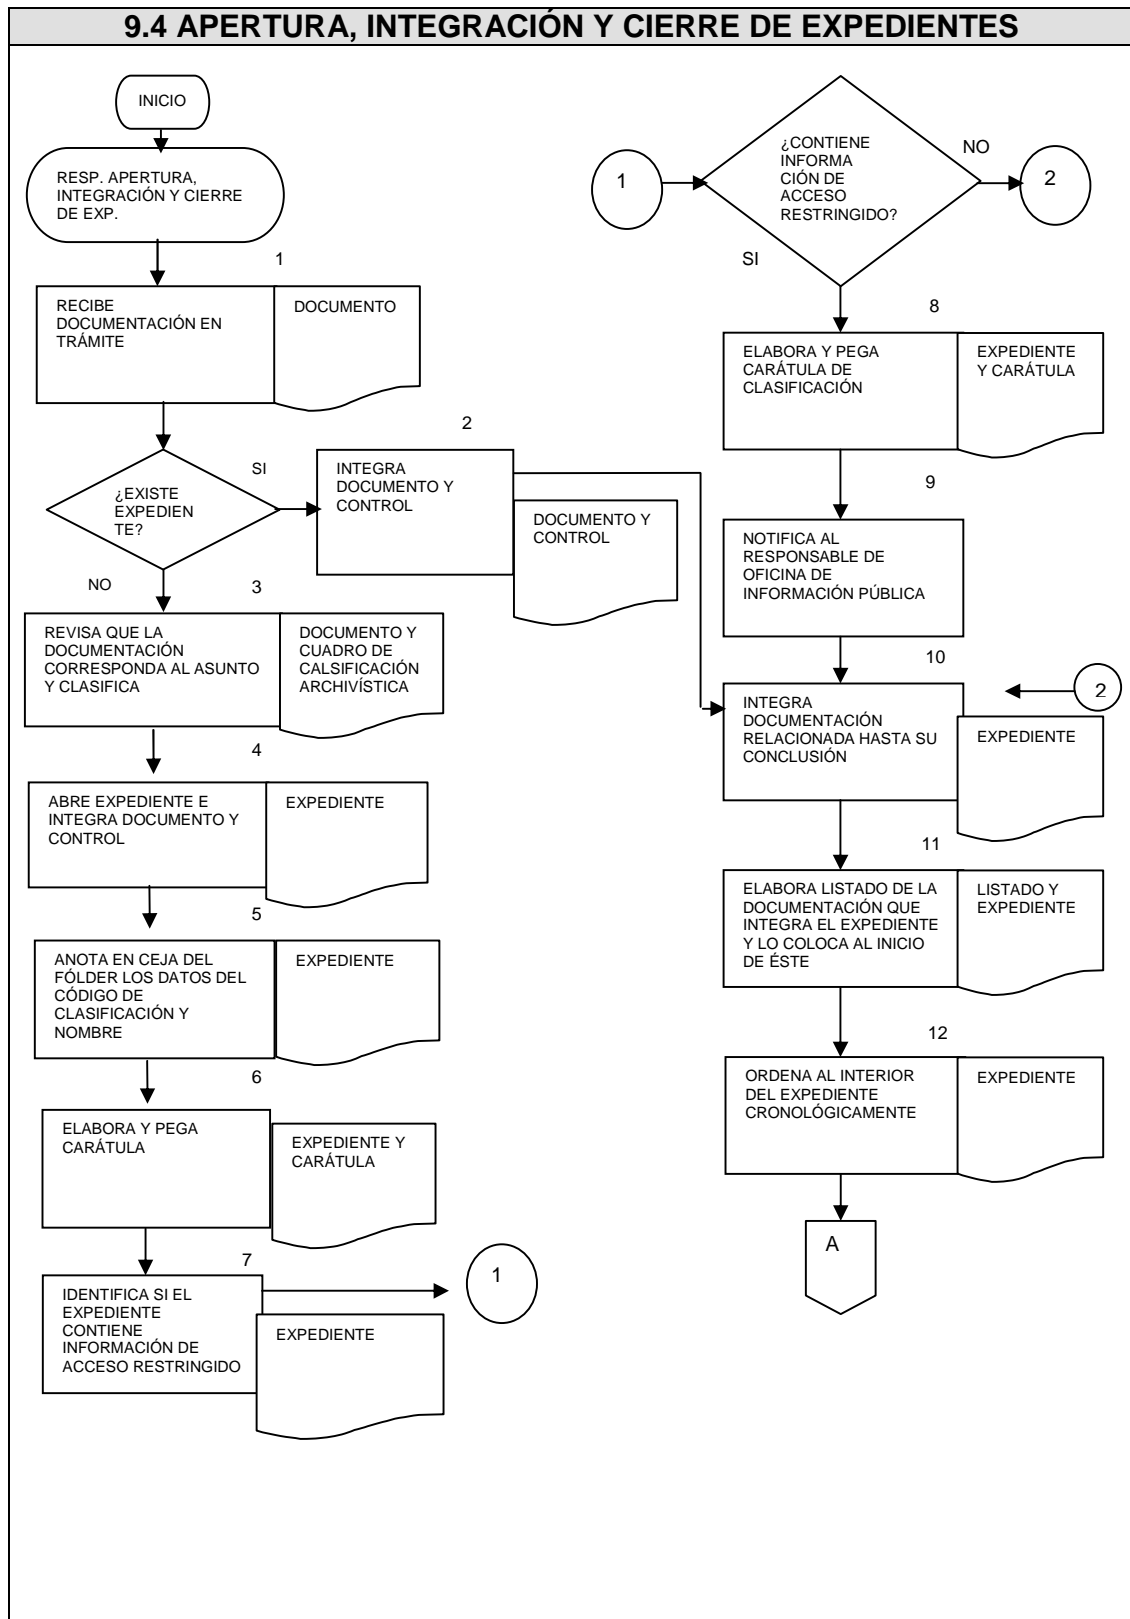 9.4 APERTURA, INTEGRACIÓN Y CIERRE DE EXPEDIENTES
INICIO
RESP. APERTURA,
INTEGRACIÓN Y CIERRE
DE EXP.
1
RECIBE
DOCUMENTACIÓN EN
TRÁMITE
DOCUMENTO
¿EXISTE
EXPEDIEN
TE?
SI
NO
2
INTEGRA
DOCUMENTO Y
CONTROL
DOCUMENTO Y
CONTROL
3
REVISA QUE LA
DOCUMENTACIÓN
CORRESPONDA AL ASUNTO
Y CLASIFICA
DOCUMENTO Y
CUADRO DE
CALSIFICACIÓN
ARCHIVÍSTICA
4
ABRE EXPEDIENTE E
INTEGRA DOCUMENTO Y
CONTROL
EXPEDIENTE
5
ANOTA EN CEJA DEL
FÓLDER LOS DATOS DEL
CÓDIGO DE
CLASIFICACIÓN Y
NOMBRE
EXPEDIENTE
6
ELABORA Y PEGA
CARÁTULA
EXPEDIENTE Y
CARÁTULA
7
IDENTIFICA SI EL
EXPEDIENTE
CONTIENE
INFORMACIÓN DE
ACCESO RESTRINGIDO
EXPEDIENTE
1
1
¿CONTIENE
INFORMA
CIÓN DE
ACCESO
RESTRINGIDO?
NO
2
SI
8
ELABORA Y PEGA
CARÁTULA DE
CLASIFICACIÓN
EXPEDIENTE
Y CARÁTULA
9
NOTIFICA AL
RESPONSABLE DE
OFICINA DE
INFORMACIÓN PÚBLICA
10
2
INTEGRA
DOCUMENTACIÓN
RELACIONADA HASTA SU
CONCLUSIÓN
EXPEDIENTE
11
ELABORA LISTADO DE LA
DOCUMENTACIÓN QUE
INTEGRA EL EXPEDIENTE
Y LO COLOCA AL INICIO
DE ÉSTE
LISTADO Y
EXPEDIENTE
12
ORDENA AL INTERIOR
DEL EXPEDIENTE
CRONOLÓGICAMENTE
EXPEDIENTE
A